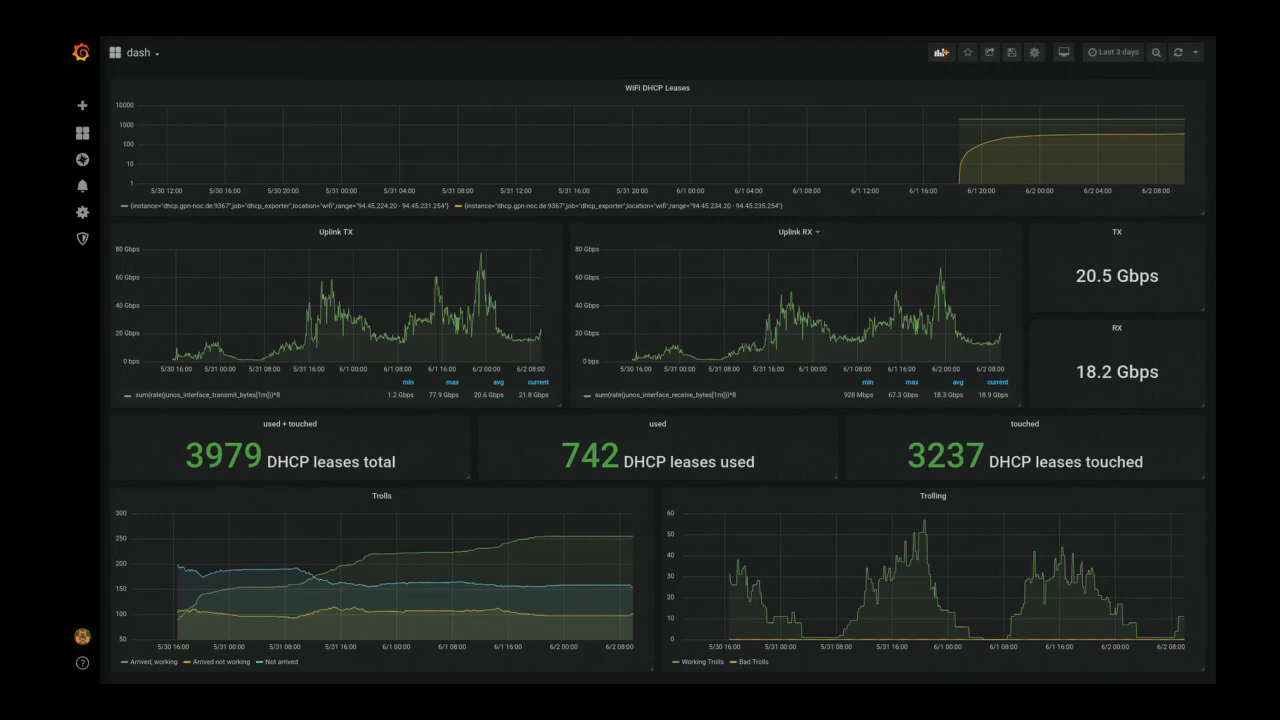 dash
Last 3 days
WiFi DHCP Leases
10000
1000
100
10
1
5/30 12:00 5/30 16:00 5/30 20:00 5/31 00:00 5/31 04:00 5/31 08:00 5/31 12:00 5/31 16:00 5/31 20:00 6/1 00:00 6/1 04:00 6/1 08:00 6/1 12:00 6/1 16:00 6/1 20:00 6/2 00:00 6/2 04:00 6/2 08:00
{instance="dhcp.gpn-noc.de:9367",job="dhcp_exporter",location="wifi",range="94.45.224.20 - 94.45.231.254"} {instance="dhcp.gpn-noc.de:9367",job="dhcp_exporter",location="wifi",range="94.45.234.20 - 94.45.235.254"}
Uplink TX
80 Gbps
60 Gbps
40 Gbps
20 Gbps
0 bps
5/30 16:00 5/31 00:00 5/31 08:00 5/31 16:00 6/1 00:00 6/1 08:00 6/1 16:00 6/2 00:00 6/2 08:00
min max avg current
sum(rate(junos_interface_transmit_bytes[1m]))*8 1.2 Gbps 77.9 Gbps 20.6 Gbps 21.8 Gbps
Uplink RX
80 Gbps
60 Gbps
40 Gbps
20 Gbps
0 bps
5/30 16:00 5/31 00:00 5/31 08:00 5/31 16:00 6/1 00:00 6/1 08:00 6/1 16:00 6/2 00:00 6/2 08:00
min max avg current
sum(rate(junos_interface_receive_bytes[1m]))*8 928 Mbps 67.3 Gbps 18.3 Gbps 18.9 Gbps
TX
20.5 Gbps
RX
18.2 Gbps
used + touched
3979 DHCP leases total
used
742 DHCP leases used
touched
3237 DHCP leases touched
Trolls
300
250
200
150
100
50
5/30 16:00 5/31 00:00 5/31 08:00 5/31 16:00 6/1 00:00 6/1 08:00 6/1 16:00 6/2 00:00 6/2 08:00
Arrived, working Arrived not working Not arrived
Trolling
60
50
40
30
20
10
0
5/30 16:00 5/31 00:00 5/31 08:00 5/31 16:00 6/1 00:00 6/1 08:00 6/1 16:00 6/2 00:00 6/2 08:00
Working Trolls Bad Trolls